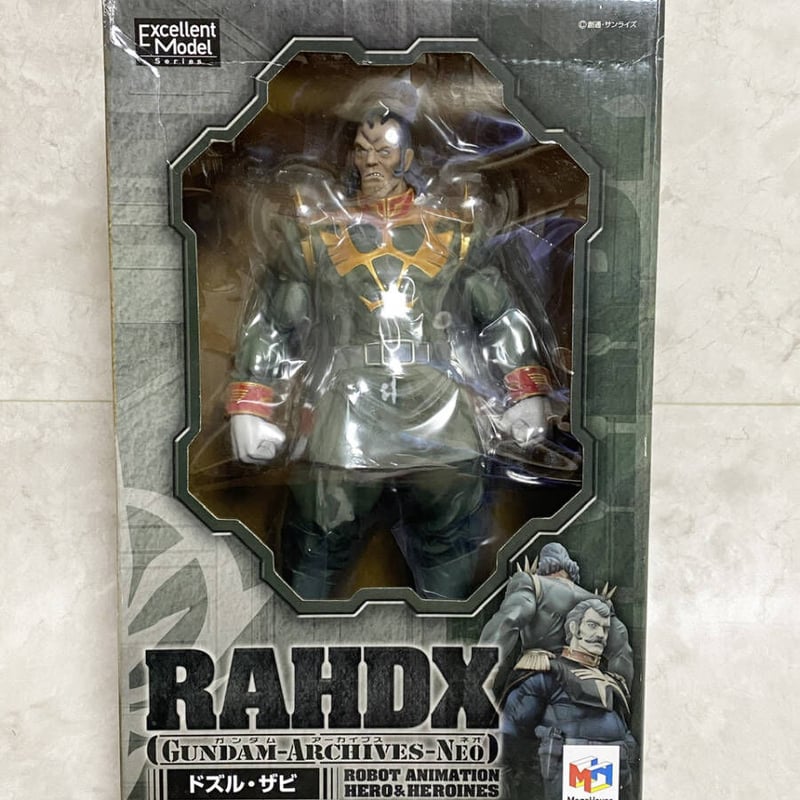 Excellent
Model
Series
©創通・サンライズ
RAHDX
ガンダム アーカイブス ネオ
(GUNDAM-ARCHIVES-NEO)
ドズル・ザビ
ROBOT ANIMATION
HERO&HEROINES
MegaHouse